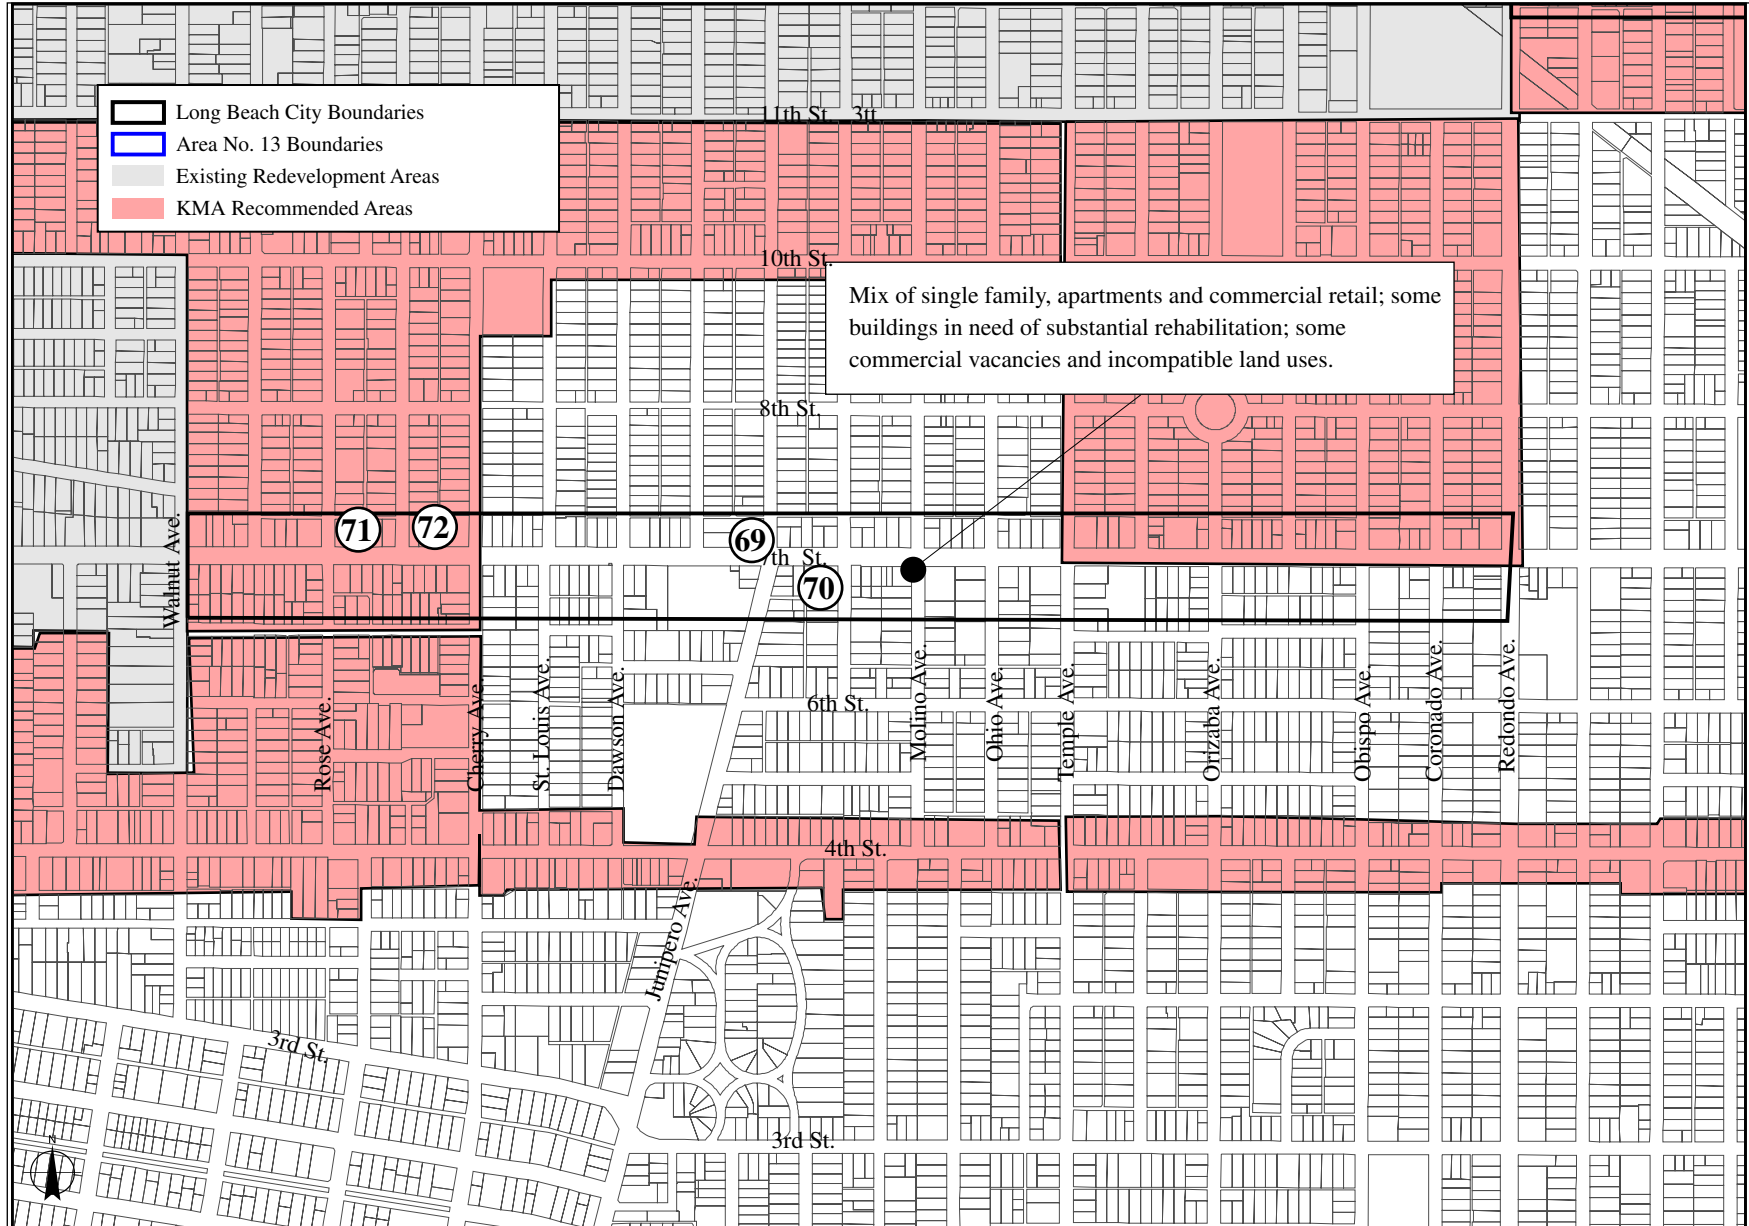 11th St. 3tt
Long Beach City Boundaries
Area No. 13 Boundaries
Existing Redevelopment Areas
KMA Recommended Areas
10th St.
Mix of single family, apartments and commercial retail; some
buildings in need of substantial rehabilitation; some
commercial vacancies and incompatible land uses.
8th St.
71
72
69
7th St.
70
Walnut Ave.
Rose Ave.
Cherry Ave.
St. Louis Ave.
Dawson Ave.
6th St.
Molino Ave.
Ohio Ave.
Temple Ave.
Orizaba Ave.
Obispo Ave.
Coronado Ave.
Redondo Ave.
4th St.
Junipero Ave.
3rd St.
3rd St.
N